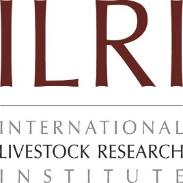 ILRI
INTERNATIONAL
LIVESTOCK RESEARCH
INSTITUTE